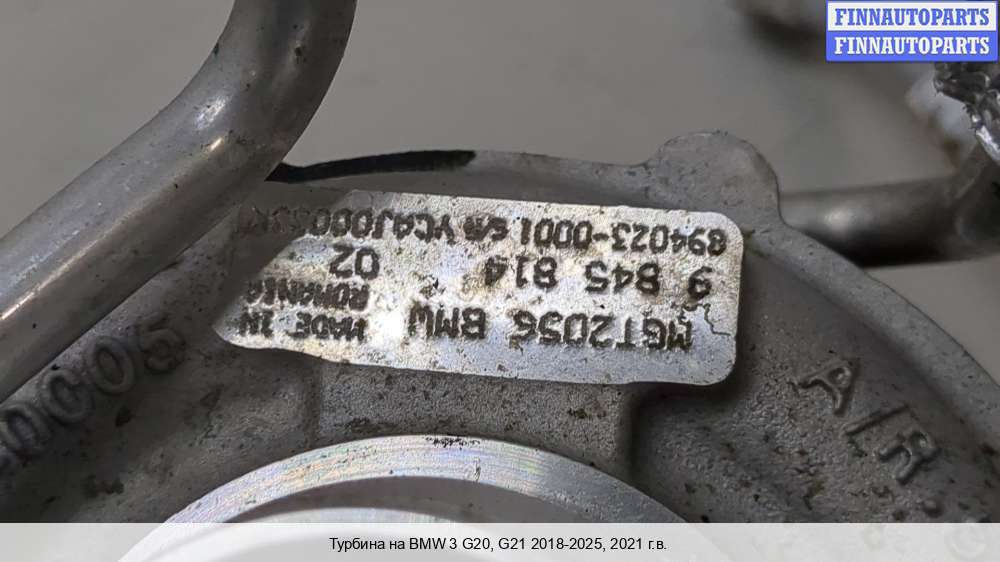 FINNAUTOPARTS
FINNAUTOPARTS
MGT2056 BMW MADE IN
ROMANIA
9 845 814 02
894023-0001 S/N
AIR
Турбина на BMW 3 G20, G21 2018-2025, 2021 г.в.